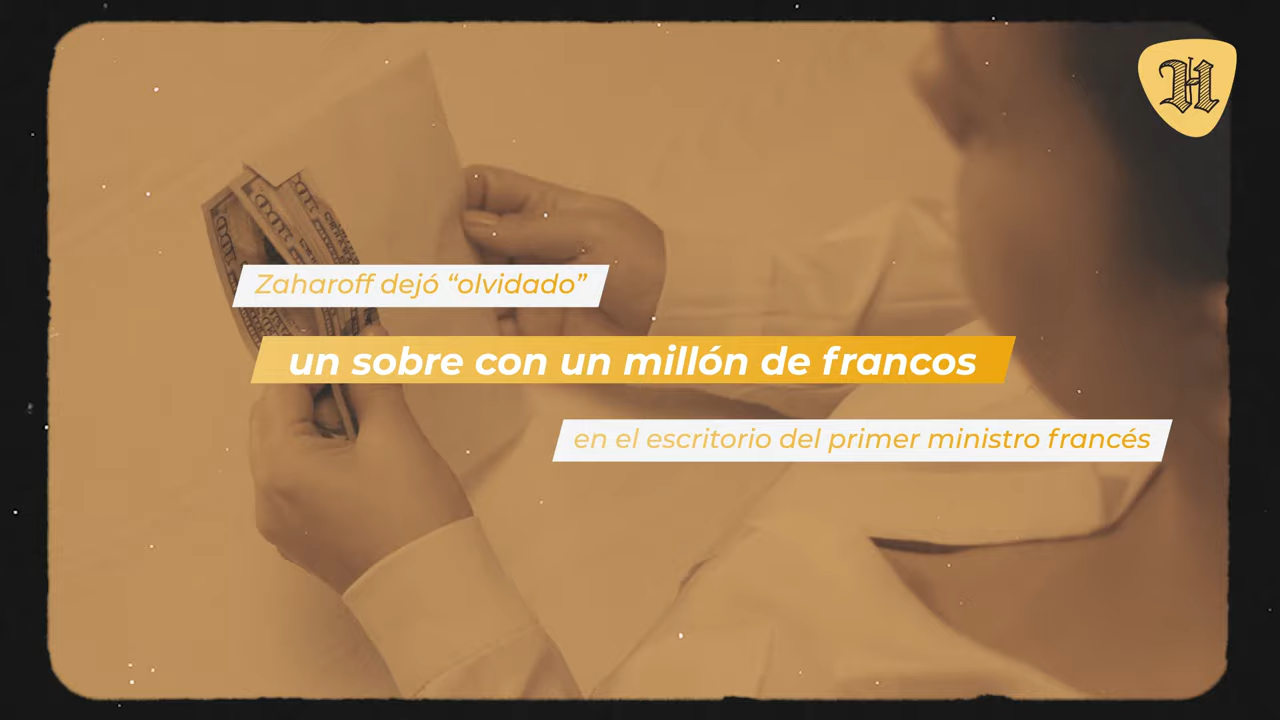 H
Zaharoff dejó “olvidado”
un sobre con un millón de francos
en el escritorio del primer ministro francés